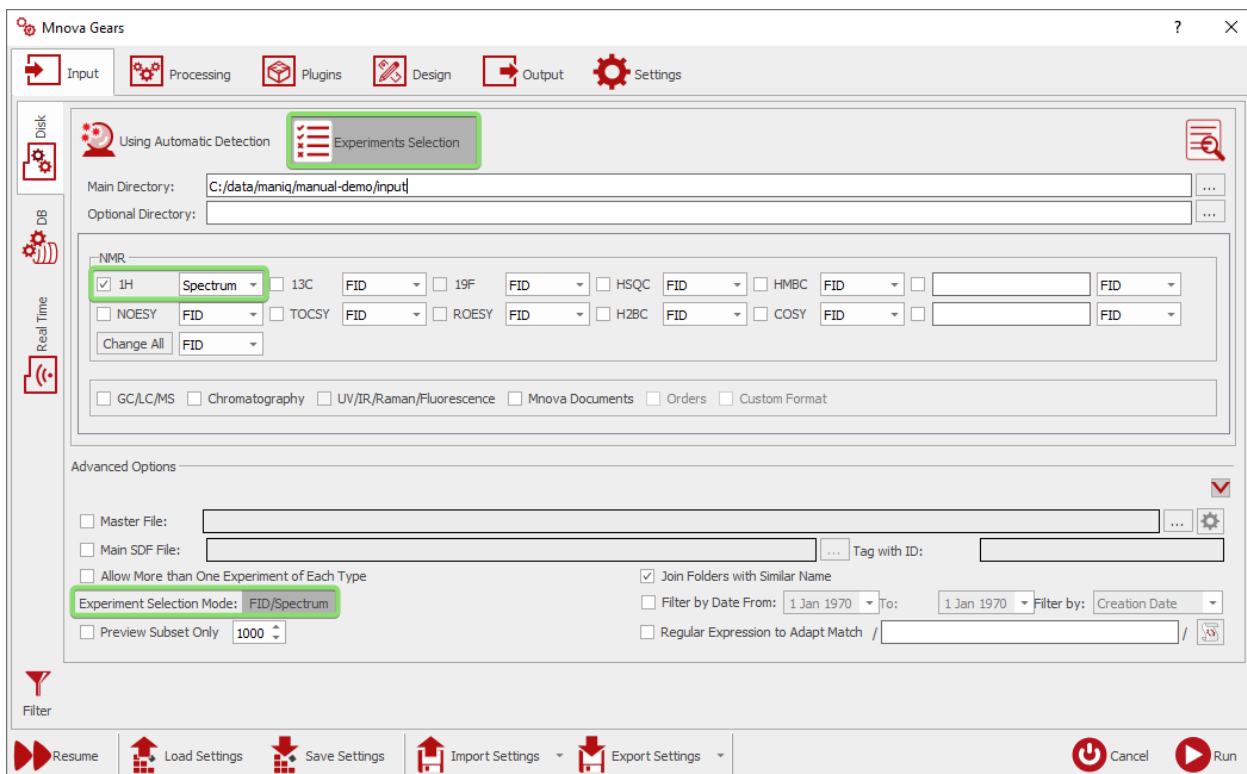 Mnova Gears ?
Input Processing Plugins Design Output Settings
Disk
DB
Real Time
Filter
Using Automatic Detection Experiments Selection
Main Directory: C:/data/maniq/manual-demo/input ...
Optional Directory: ...
NMR
1H Spectrum 13C FID 19F FID HSQC FID HMBC FID FID
NOESY FID TOCSY FID ROESY FID H2BC FID COSY FID FID
Change All FID
GC/LC/MS Chromatography UV/IR/Raman/Fluorescence Mnova Documents Orders Custom Format
Advanced Options
Master File: ...
Main SDF File: ... Tag with ID:
Allow More than One Experiment of Each Type Join Folders with Similar Name
Experiment Selection Mode: FID/Spectrum Filter by Date From: 1 Jan 1970 To: 1 Jan 1970 Filter by: Creation Date
Preview Subset Only 1000 Regular Expression to Adapt Match / /
Resume Load Settings Save Settings Import Settings Export Settings Cancel Run